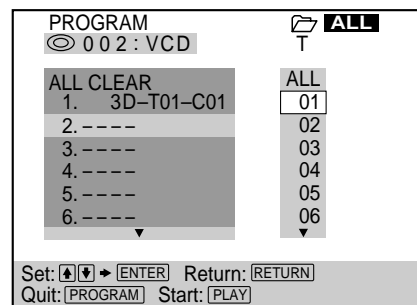 PROGRAM ALL
002:VCD T
ALL CLEAR ALL
1. 3D–T01–C01 01
2. –––– 02
3. –––– 03
4. –––– 04
5. –––– 05
6. –––– 06
Set: ENTER Return: RETURN
Quit: PROGRAM Start: PLAY